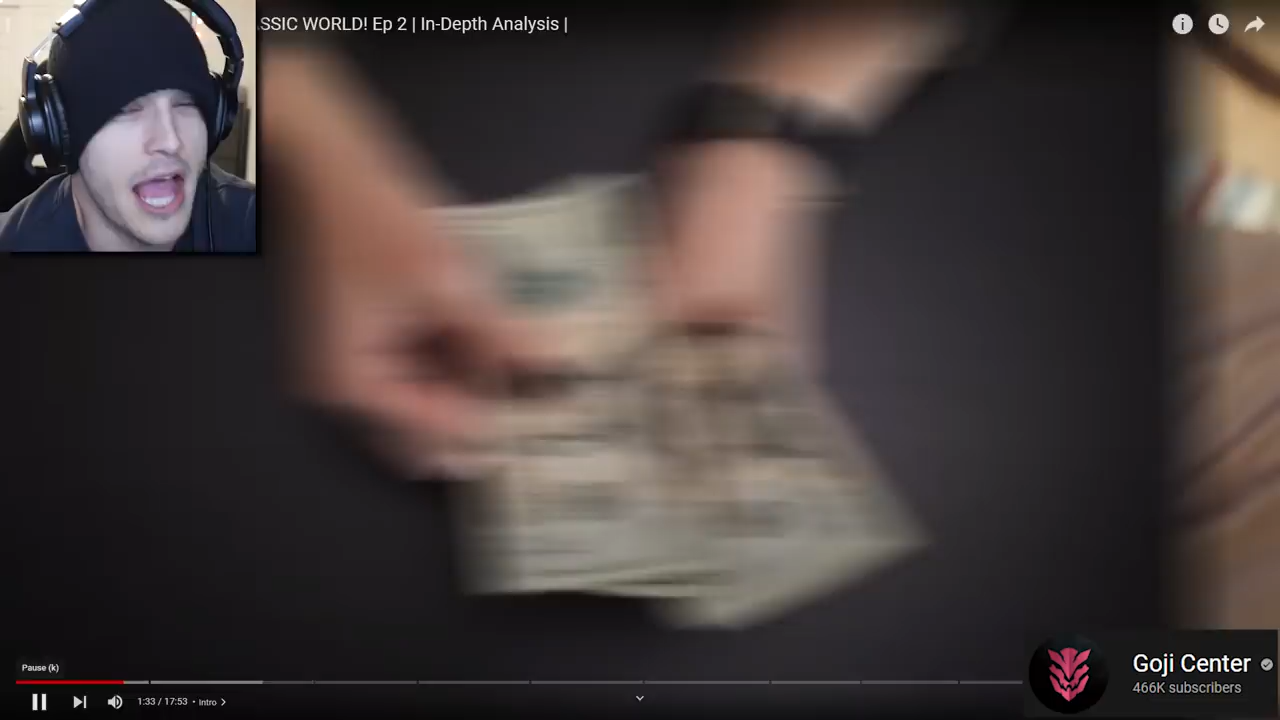 SSIC WORLD! Ep 2 | In-Depth Analysis |
Pause (k)
1:33 / 17:53 • Intro
Goji Center
466K subscribers